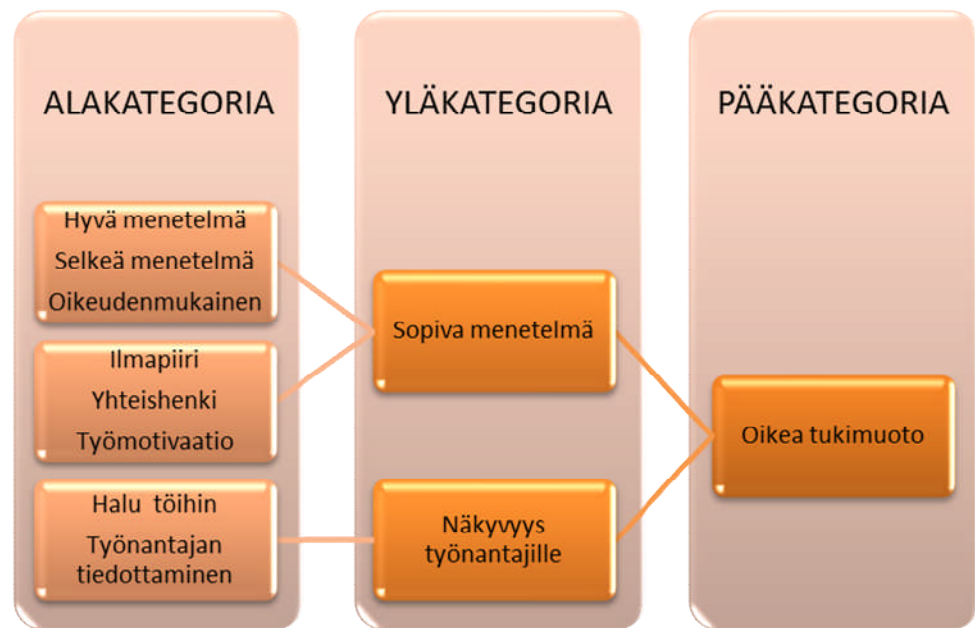 ALAKATEGORIA
Hyvä menetelmä
Selkeä menetelmä
Oikeudenmukainen
Ilmapiiri
Yhteishenki
Työmotivaatio
Halu töihin
Työnantajan
tiedottaminen
YLÄKATEGORIA
Sopiva menetelmä
Näkyvyys
työnantajille
PÄÄKATEGORIA
Oikea tukimuoto